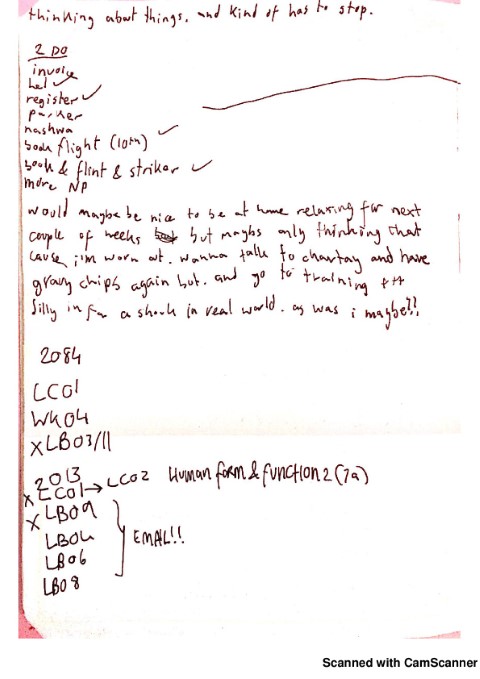 thinking about things. and kind of has to stop.
2 DO
invoice
hel ✓
register ✓
parker
nashwa
book flight (10th) ✓
book & flint & striker ✓
more NP
would maybe be nice to be at home relaxing for next
couple of weeks but maybs only thinking that
cause ;i'm worn out. wanna talk to chantay and have
gravy chips again but. and go to training
silly in for a shock in real world. as was i maybe!!
2084
LC01
WK04
XLB03/11
2013
X LC01→LC02 Human form & function 2 (7a)
X LB09
LB04 EMAIL!!
LB06
LB08
Scanned with CamScanner